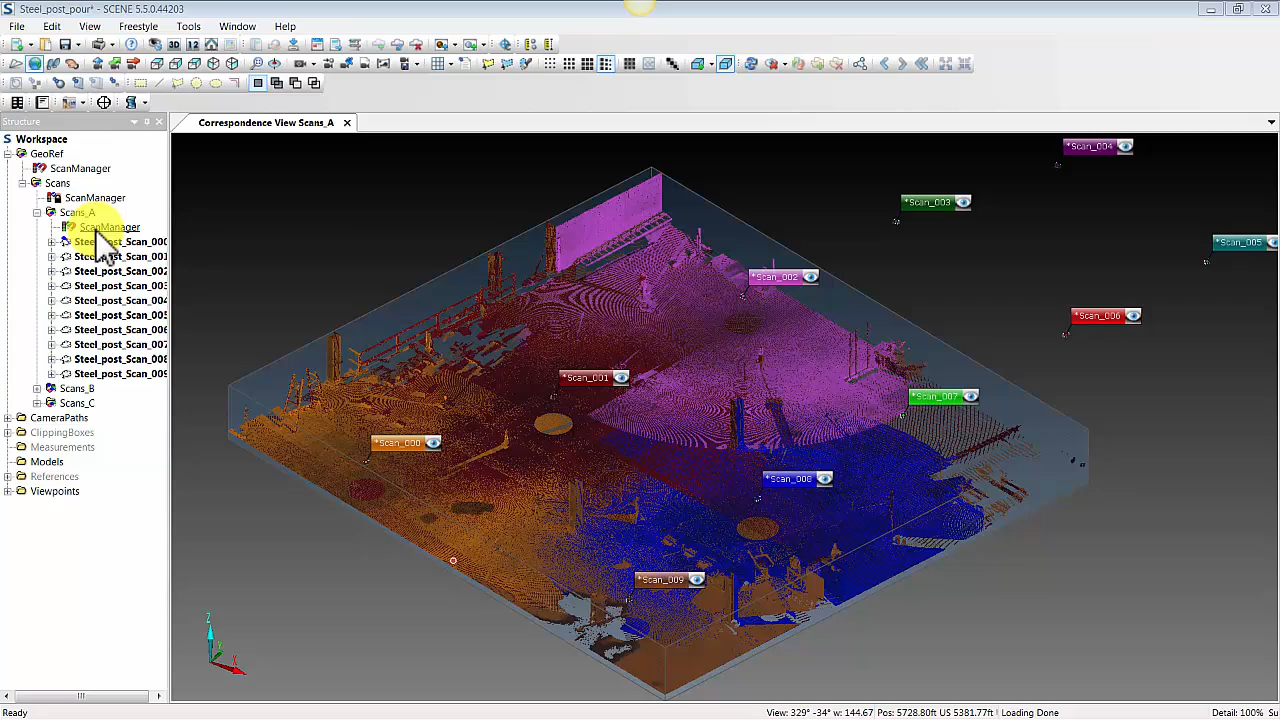 Steel_post_pour* - SCENE 5.5.0.44203
File Edit View Freestyle Tools Window Help
3D 12
Structure
Correspondence View Scans_A
Workspace
GeoRef
ScanManager
Scans
ScanManager
Scans_A
ScanManager
Steel_post_Scan_000
Steel_post_Scan_001
Steel_post_Scan_002
Steel_post_Scan_003
Steel_post_Scan_004
Steel_post_Scan_005
Steel_post_Scan_006
Steel_post_Scan_007
Steel_post_Scan_008
Steel_post_Scan_009
Scans_B
Scans_C
CameraPaths
ClippingBoxes
Measurements
Models
References
Viewpoints
*Scan_004
*Scan_003
*Scan_005
*Scan_002
*Scan_006
*Scan_001
*Scan_007
*Scan_000
*Scan_008
*Scan_009
Z
Y
X
Ready
View: 329° -34° w: 144.67 Pos: 5728.80ft US 5381.77ft | Loading Done
Detail: 100% Su